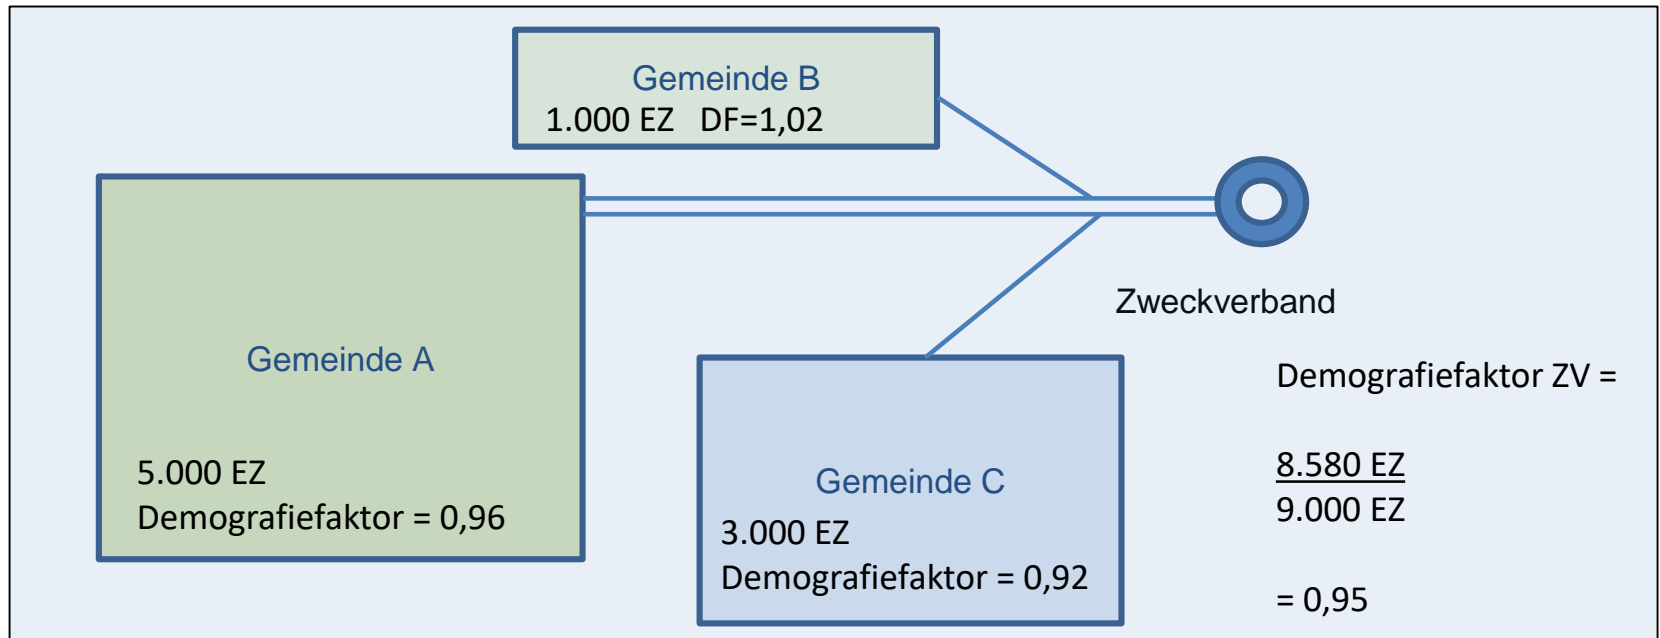 Gemeinde B
1.000 EZ   DF=1,02
Gemeinde A
5.000 EZ
Demografiefaktor = 0,96
Gemeinde C
3.000 EZ
Demografiefaktor = 0,92
Zweckverband
Demografiefaktor ZV =
8.580 EZ
9.000 EZ
= 0,95